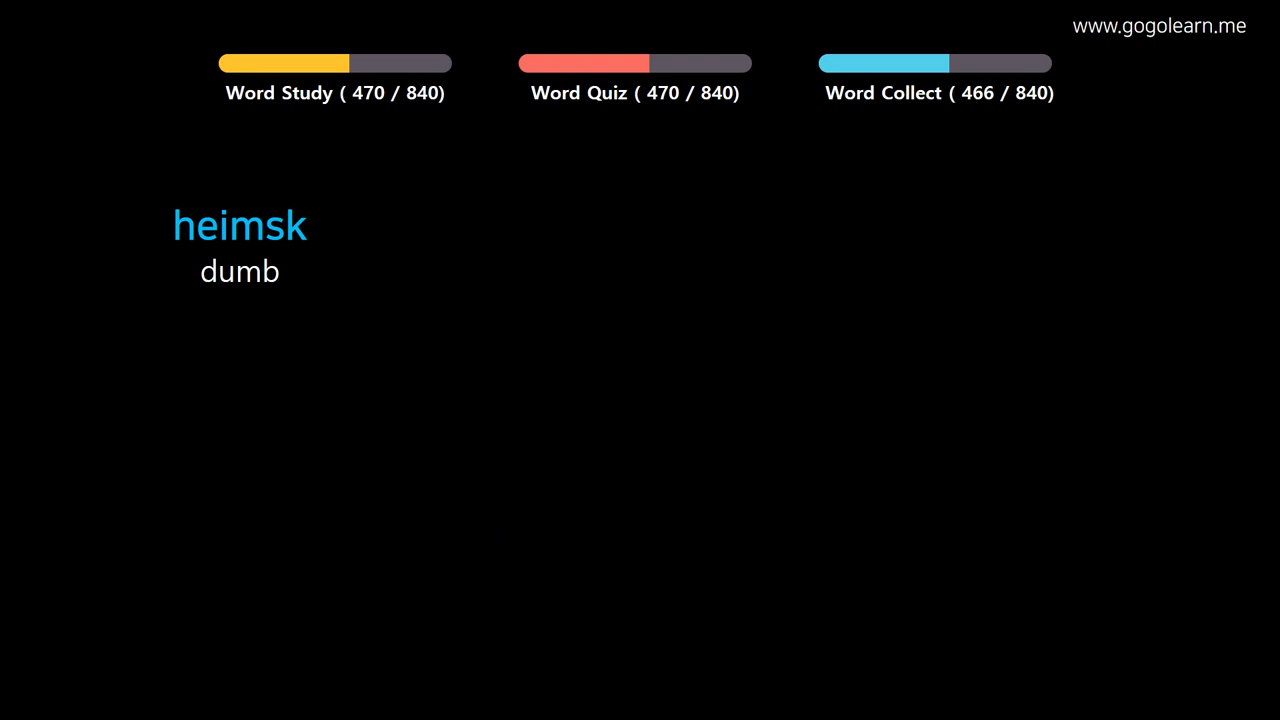 www.gogolearn.me
Word Study ( 470 / 840)
Word Quiz ( 470 / 840)
Word Collect ( 466 / 840)
heimsk
dumb